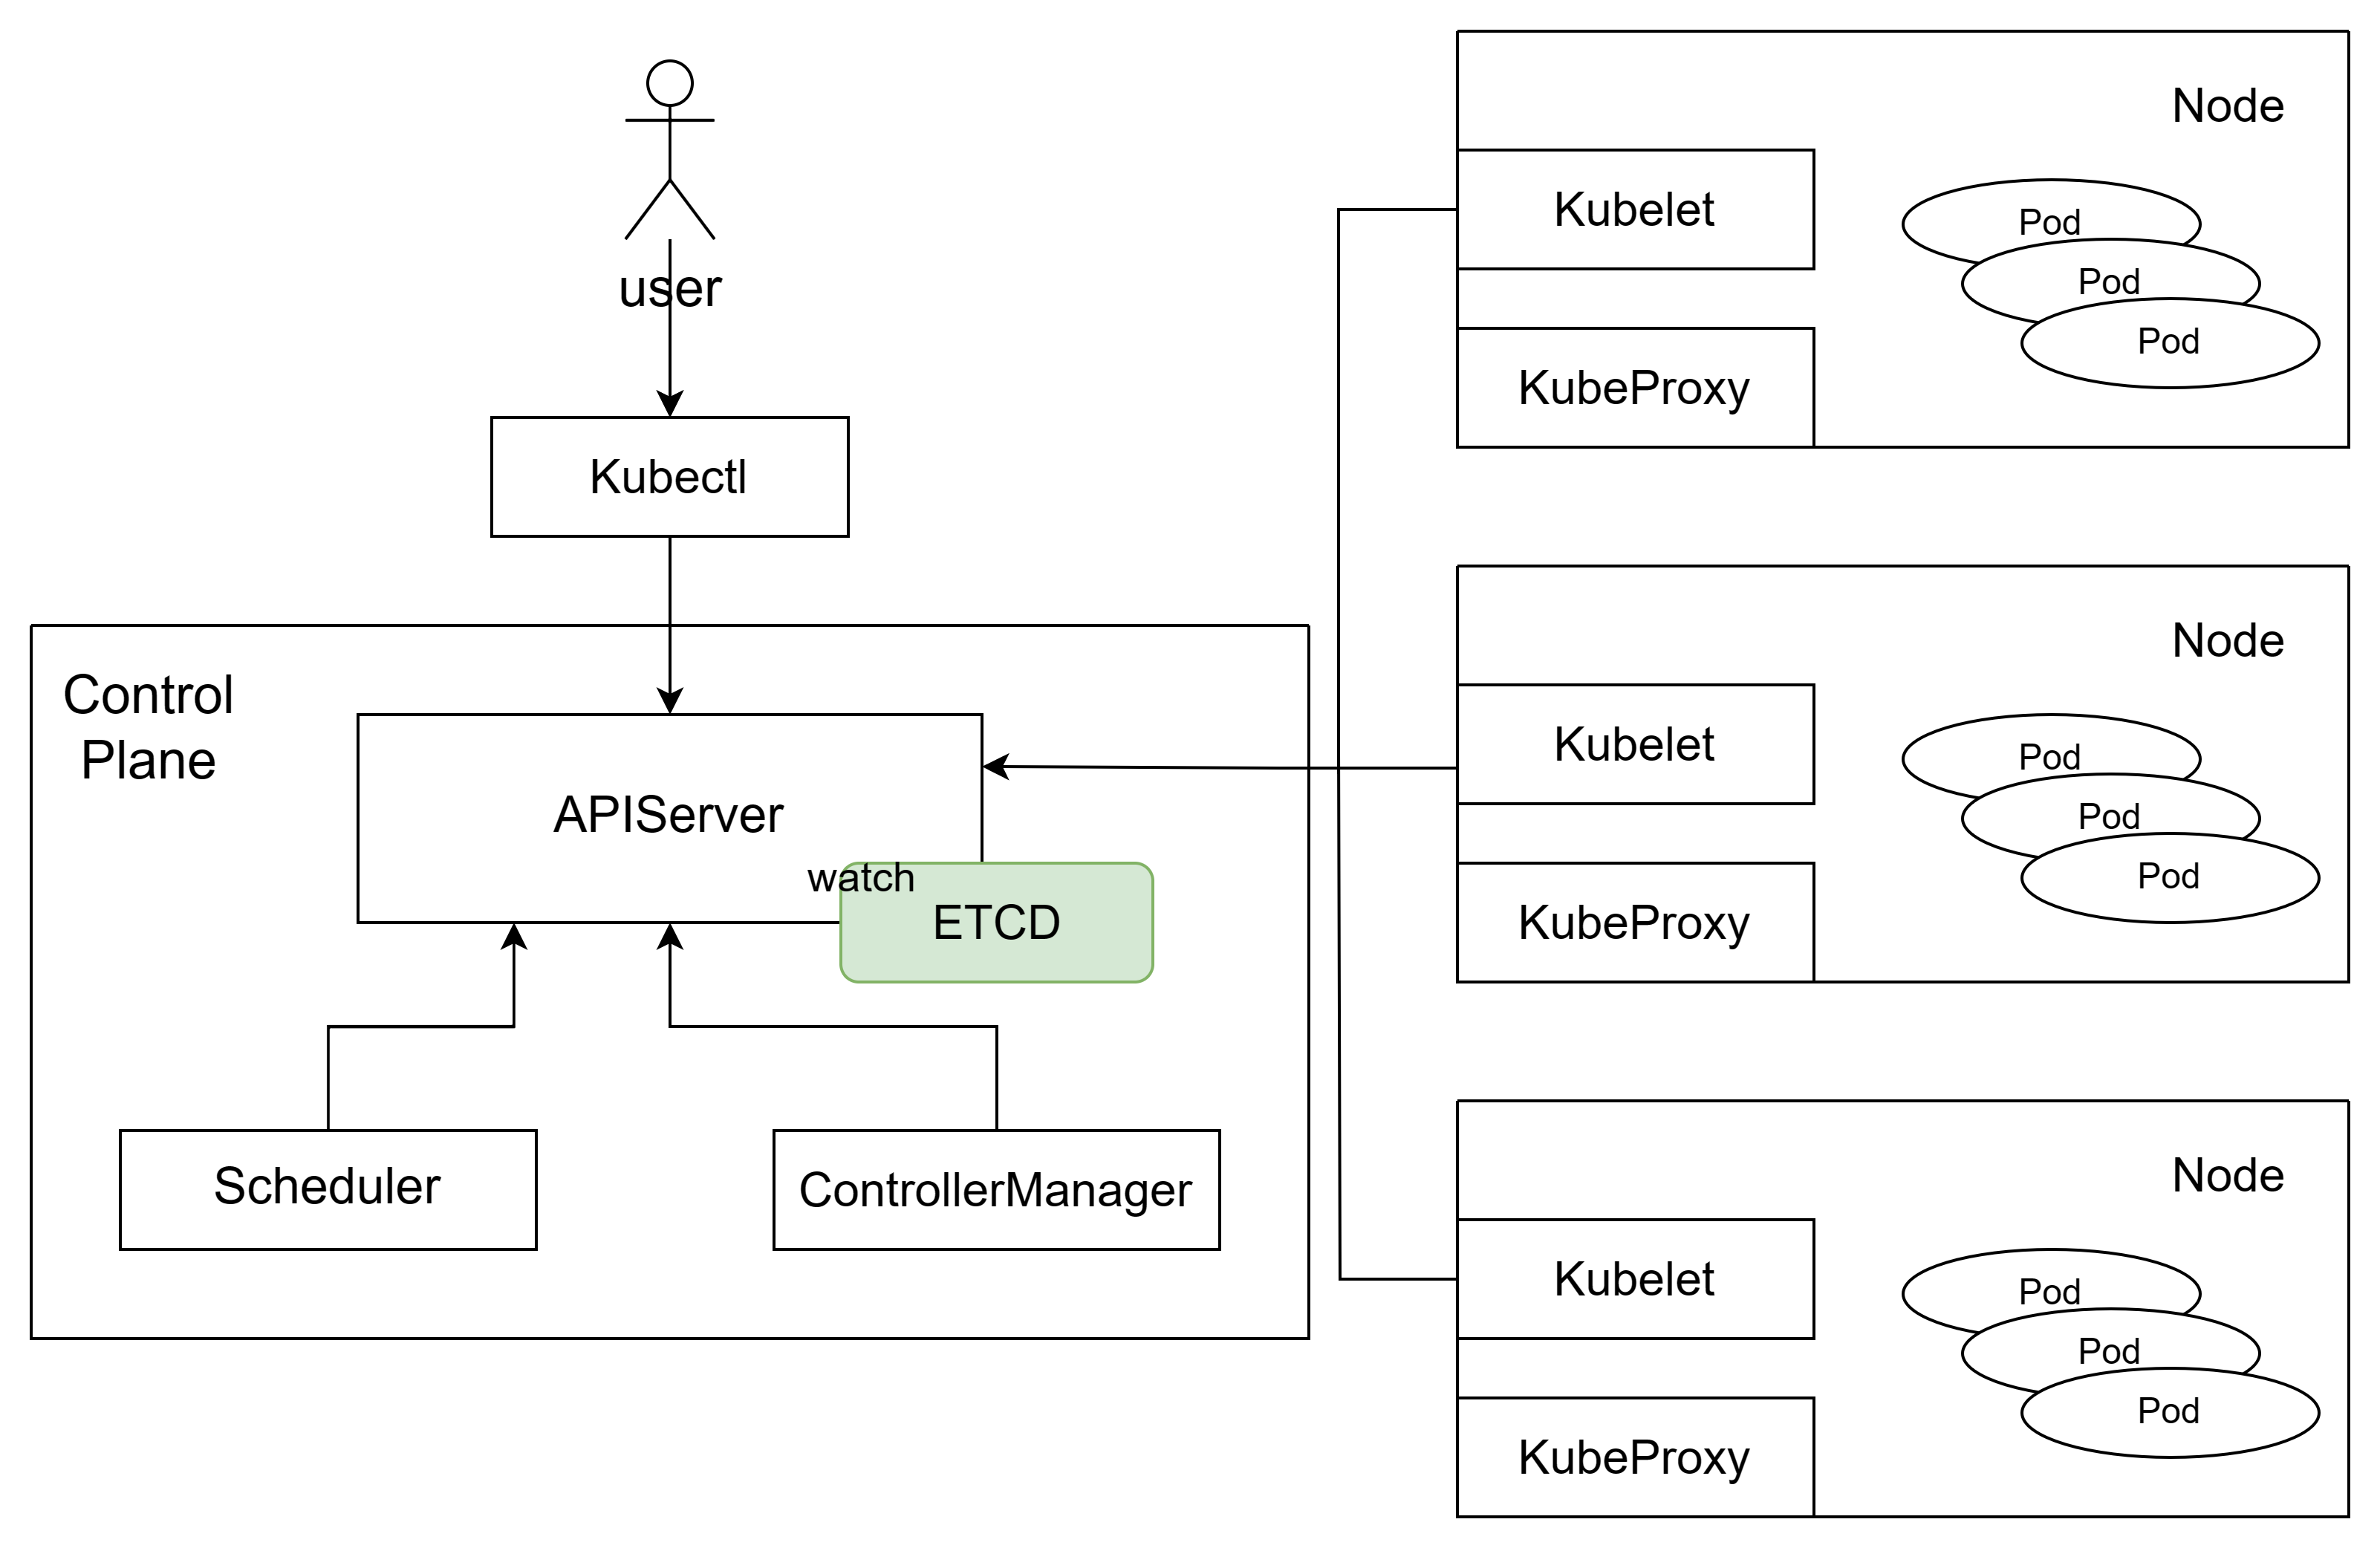 user
Kubectl
Control
Plane
APIServer
watch
ETCD
Scheduler
ControllerManager
Node
Kubelet
Pod
Pod
Pod
KubeProxy
Node
Kubelet
Pod
Pod
Pod
KubeProxy
Node
Kubelet
Pod
Pod
Pod
KubeProxy